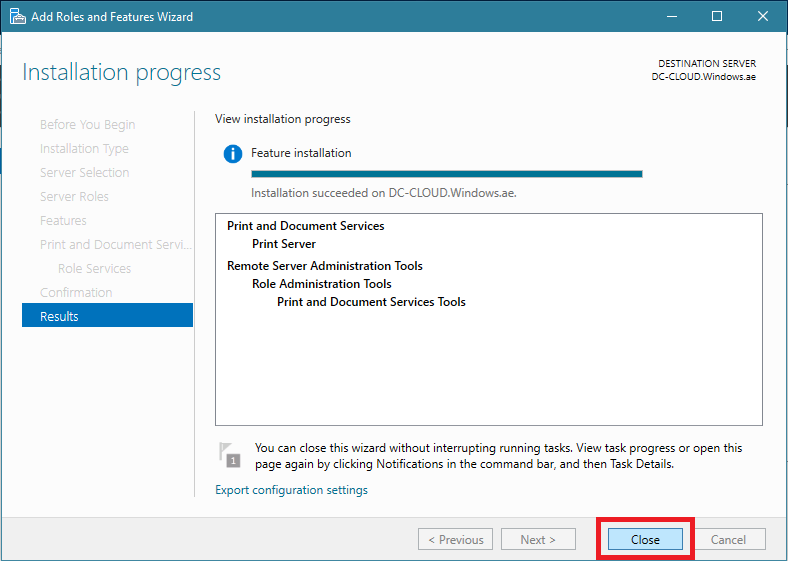 Add Roles and Features Wizard
Installation progress
DESTINATION SERVER
DC-CLOUD.Windows.ae
Before You Begin
Installation Type
Server Selection
Server Roles
Features
Print and Document Servi...
Role Services
Confirmation
Results
View installation progress
Feature installation
Installation succeeded on DC-CLOUD.Windows.ae.
Print and Document Services
Print Server
Remote Server Administration Tools
Role Administration Tools
Print and Document Services Tools
1
You can close this wizard without interrupting running tasks. View task progress or open this
page again by clicking Notifications in the command bar, and then Task Details.
Export configuration settings
< Previous
Next >
Close
Cancel